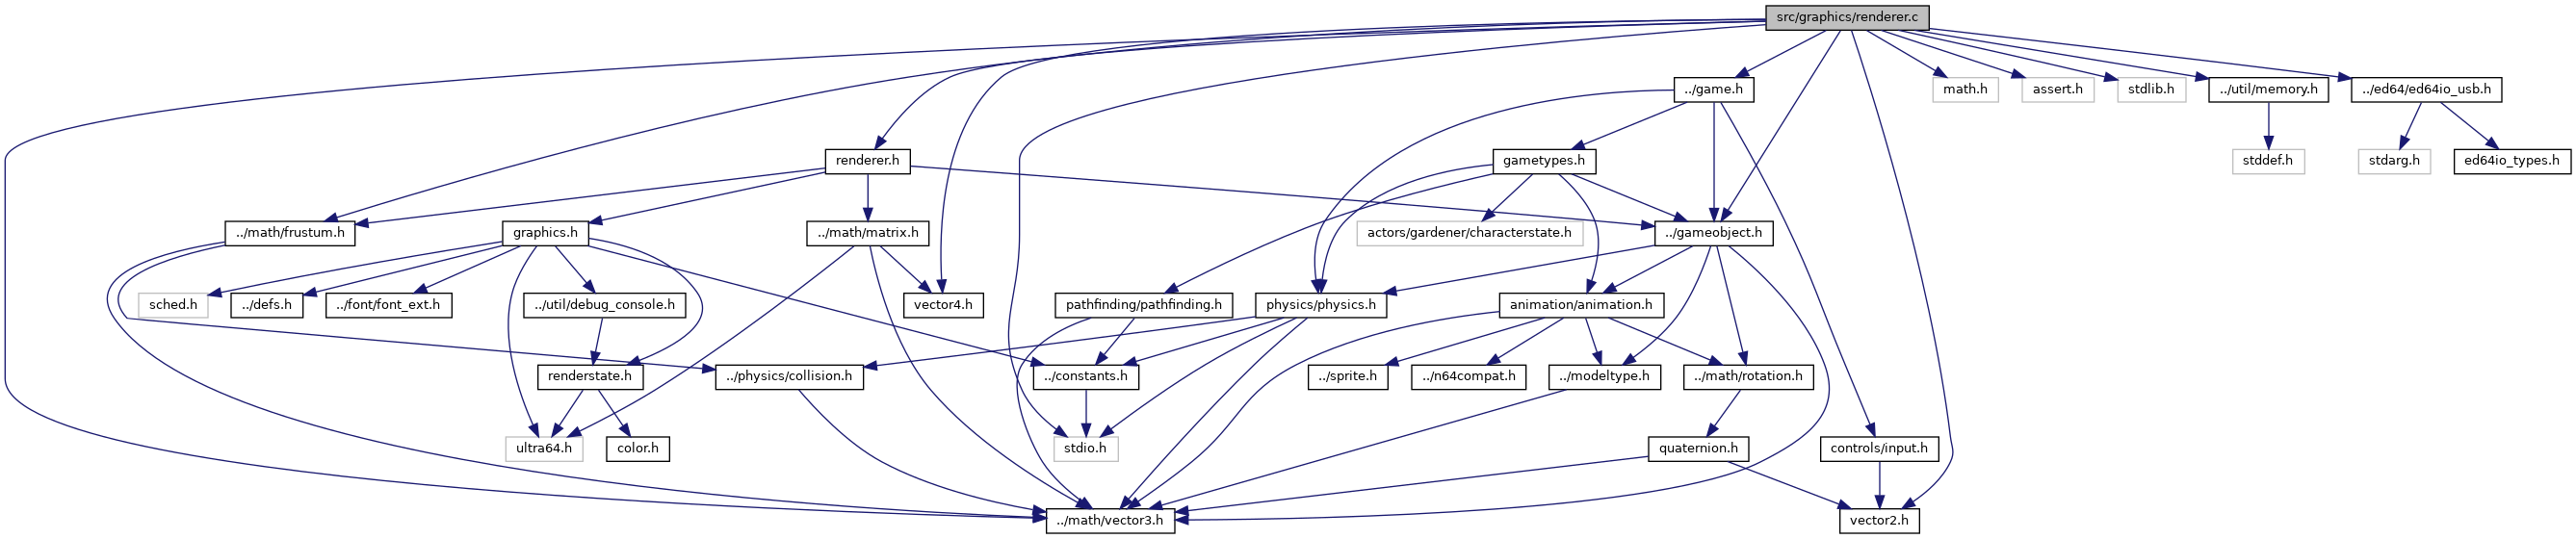 src/graphics/renderer.c
../game.h
math.h
assert.h
stdlib.h
../util/memory.h
../ed64/ed64io_usb.h
renderer.h
gametypes.h
stddef.h
stdarg.h
ed64io_types.h
../math/frustum.h
graphics.h
../math/matrix.h
actors/gardener/characterstate.h
../gameobject.h
sched.h
../defs.h
../font/font_ext.h
../util/debug_console.h
vector4.h
pathfinding/pathfinding.h
physics/physics.h
animation/animation.h
renderstate.h
../physics/collision.h
../constants.h
../sprite.h
../n64compat.h
../modeltype.h
../math/rotation.h
ultra64.h
color.h
stdio.h
quaternion.h
controls/input.h
../math/vector3.h
vector2.h